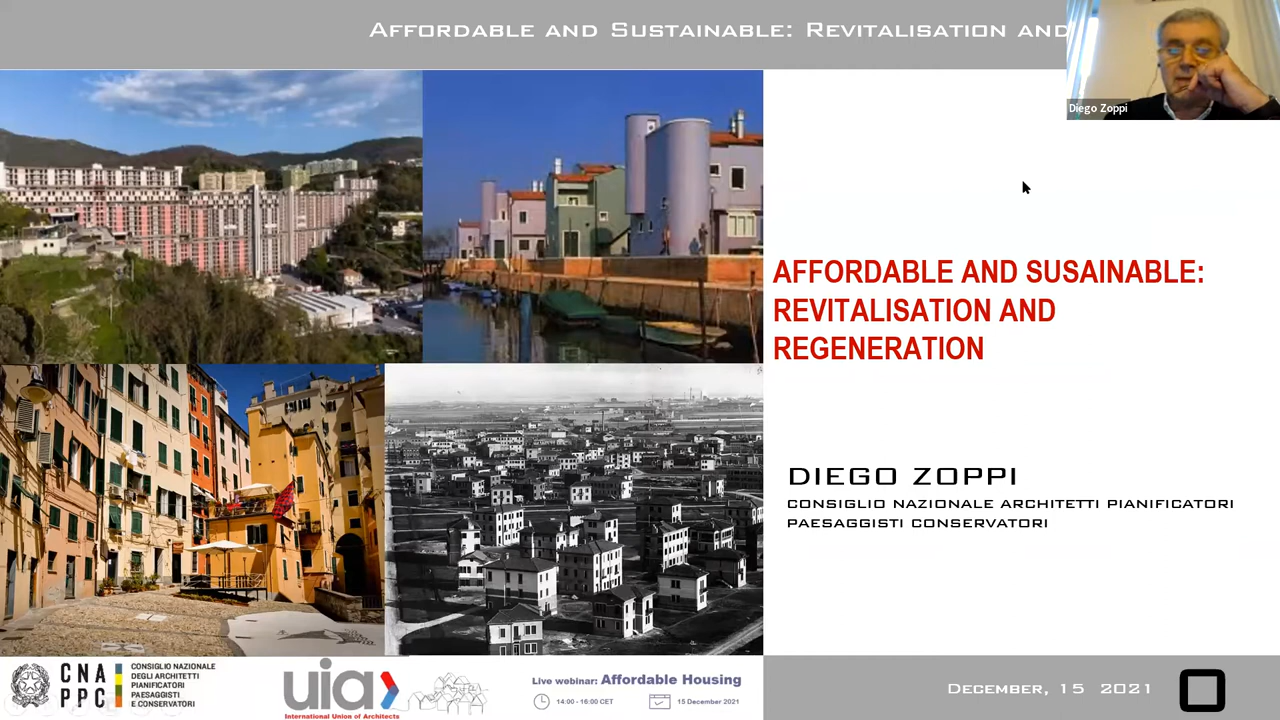 AFFORDABLE AND SUSTAINABLE: REVITALISATION AND
Diego Zoppi
AFFORDABLE AND SUSAINABLE:
REVITALISATION AND
REGENERATION
DIEGO ZOPPI
CONSIGLIO NAZIONALE ARCHITETTI PIANIFICATORI
PAESAGGISTI CONSERVATORI
CNA
PPC
CONSIGLIO NAZIONALE
DEGLI ARCHITETTI
PIANIFICATORI
PAESAGGISTI
E CONSERVATORI
uia
International Union of Architects
Live webinar: Affordable Housing
14:00 - 16:00 CET
15 December 2021
DECEMBER, 15 2021